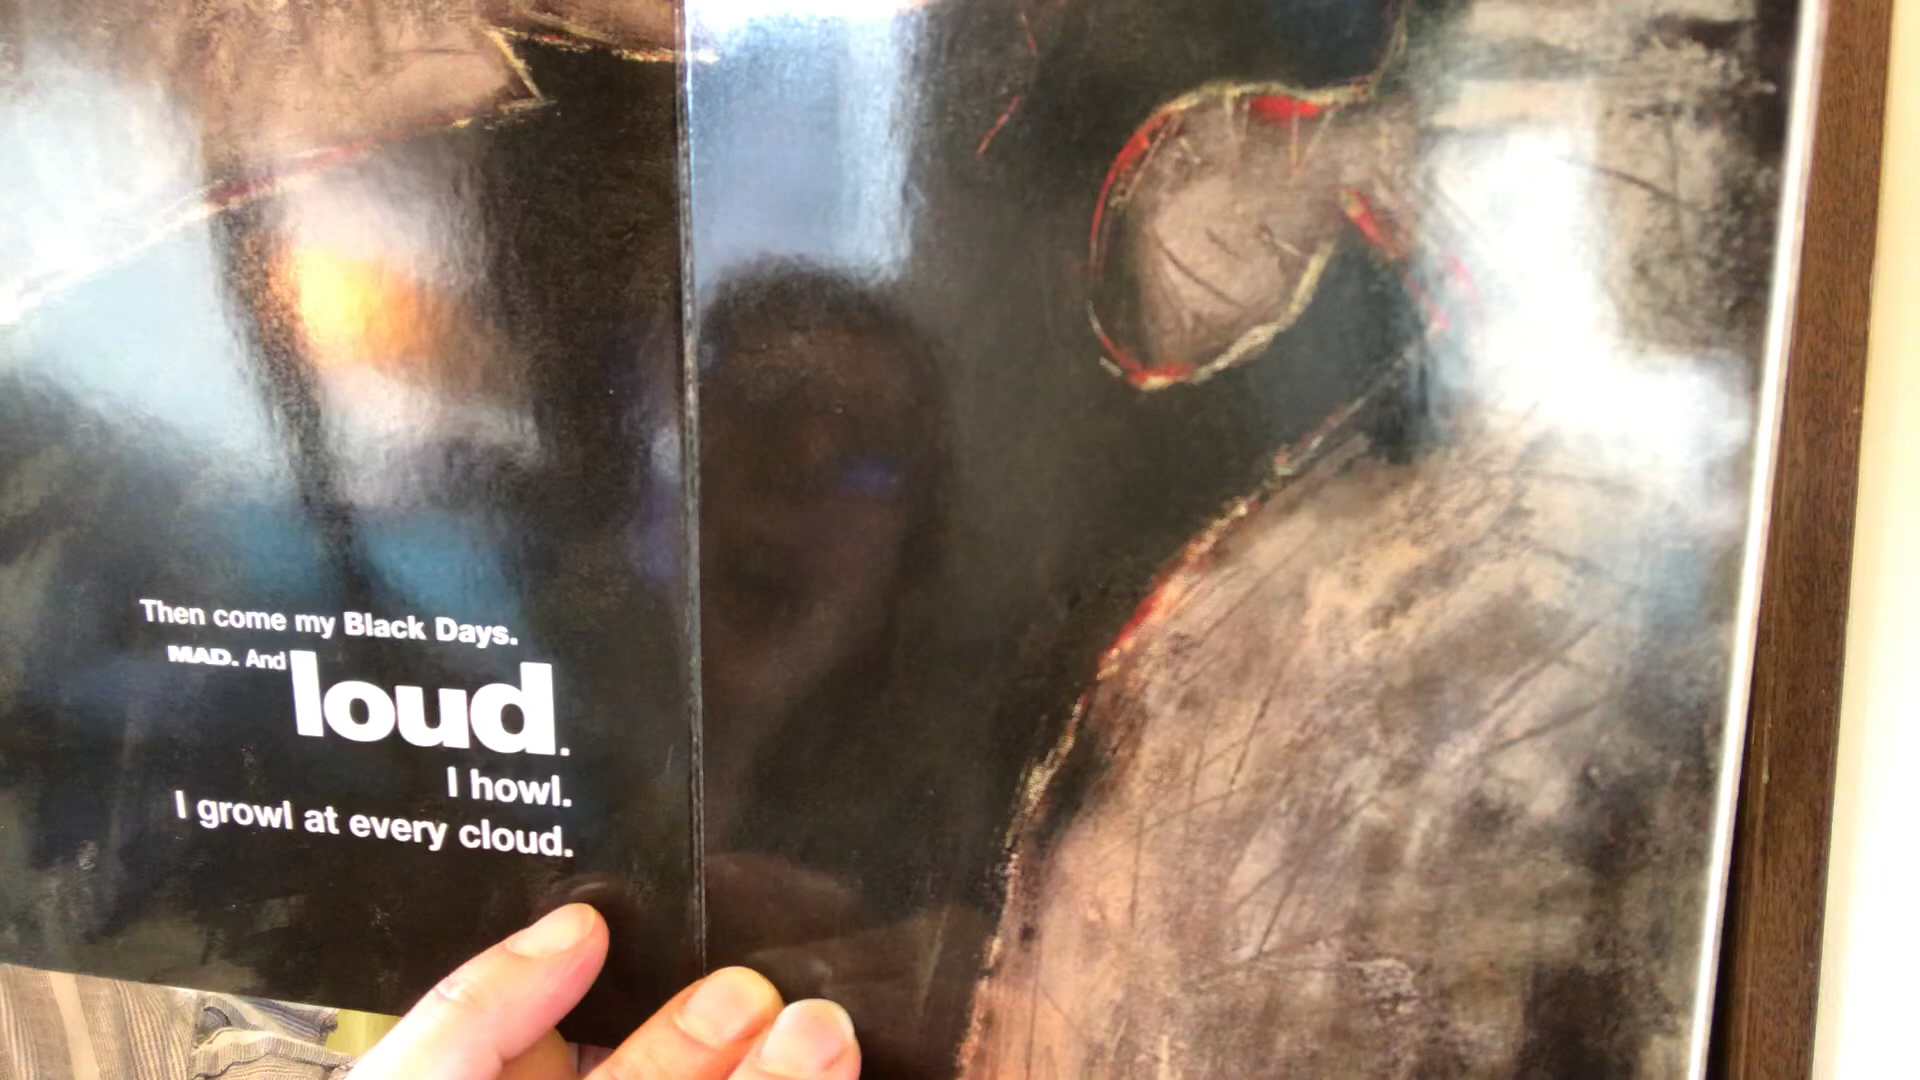 Then come my Black Days.
MAD. And loud.
I howl.
I growl at every cloud.